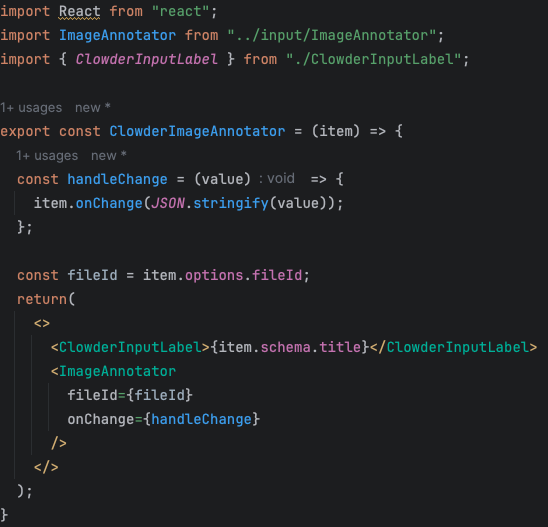 import React from "react";
import ImageAnnotator from "../input/ImageAnnotator";
import { ClowderInputLabel } from "./ClowderInputLabel";
1+ usages   new *
export const ClowderImageAnnotator = (item) => {
1+ usages   new *
  const handleChange = (value) : void  => {
    item.onChange(JSON.stringify(value));
  };
  const fileId = item.options.fileId;
  return(
    <>
      <ClowderInputLabel>{item.schema.title}</ClowderInputLabel>
      <ImageAnnotator
        fileId={fileId}
        onChange={handleChange}
      />
    </>
  );
}